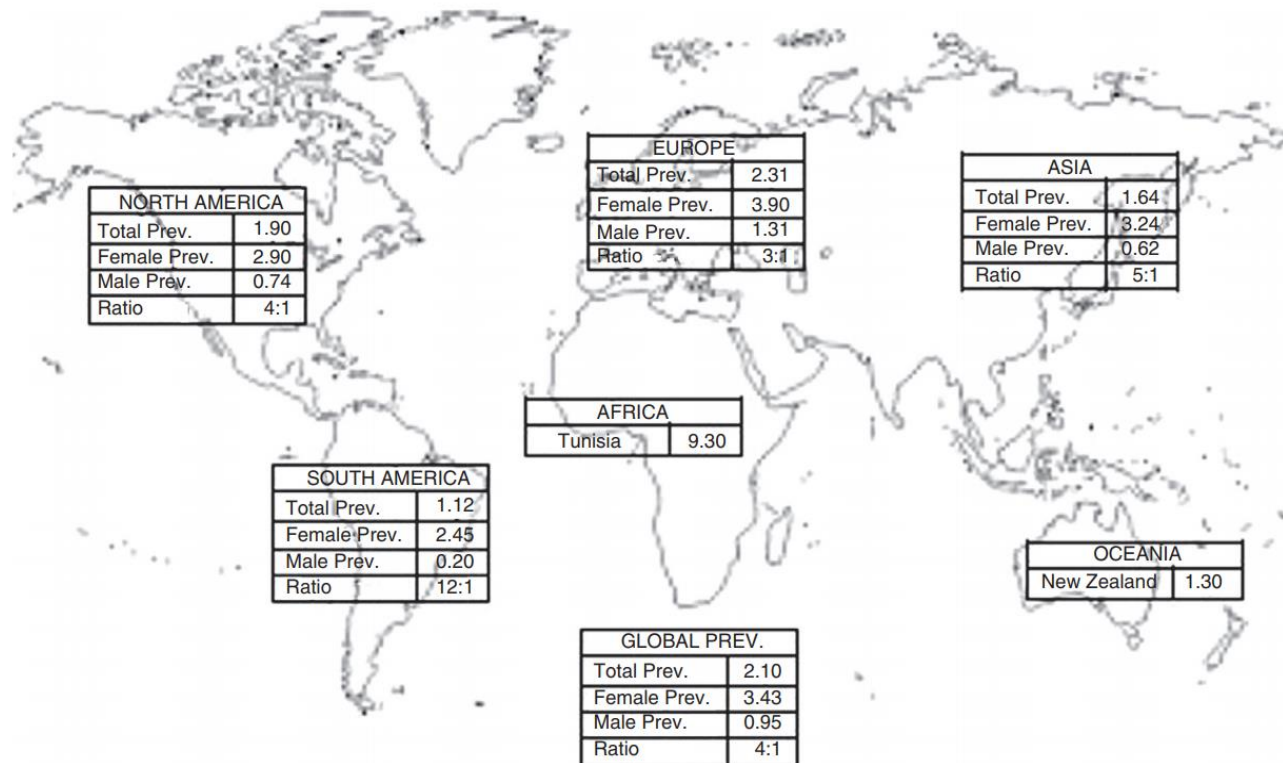 EUROPE
Total Prev. 2.31
Female Prev. 3.90
Male Prev. 1.31
Ratio 3:1
ASIA
Total Prev. 1.64
Female Prev. 3.24
Male Prev. 0.62
Ratio 5:1
NORTH AMERICA
Total Prev. 1.90
Female Prev. 2.90
Male Prev. 0.74
Ratio 4:1
AFRICA
Tunisia 9.30
SOUTH AMERICA
Total Prev. 1.12
Female Prev. 2.45
Male Prev. 0.20
Ratio 12:1
OCEANIA
New Zealand 1.30
GLOBAL PREV.
Total Prev. 2.10
Female Prev. 3.43
Male Prev. 0.95
Ratio 4:1